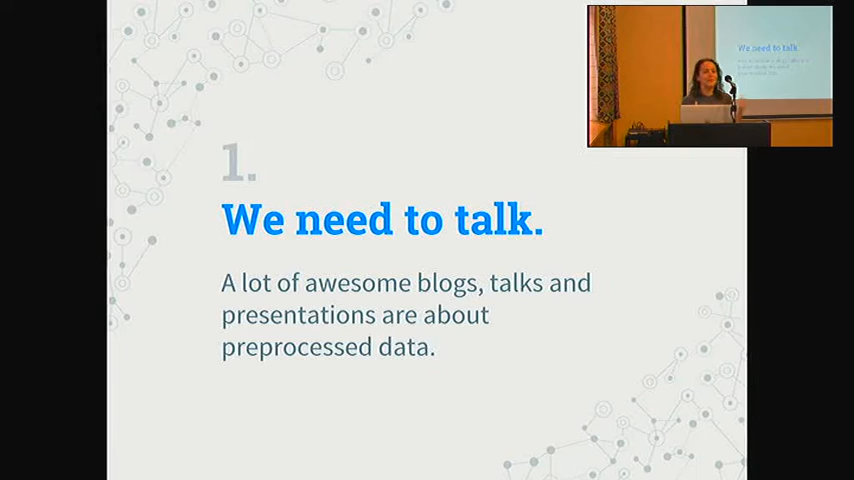 1.
We need to talk.
A lot of awesome blogs, talks and
presentations are about
preprocessed data.
We need to talk.